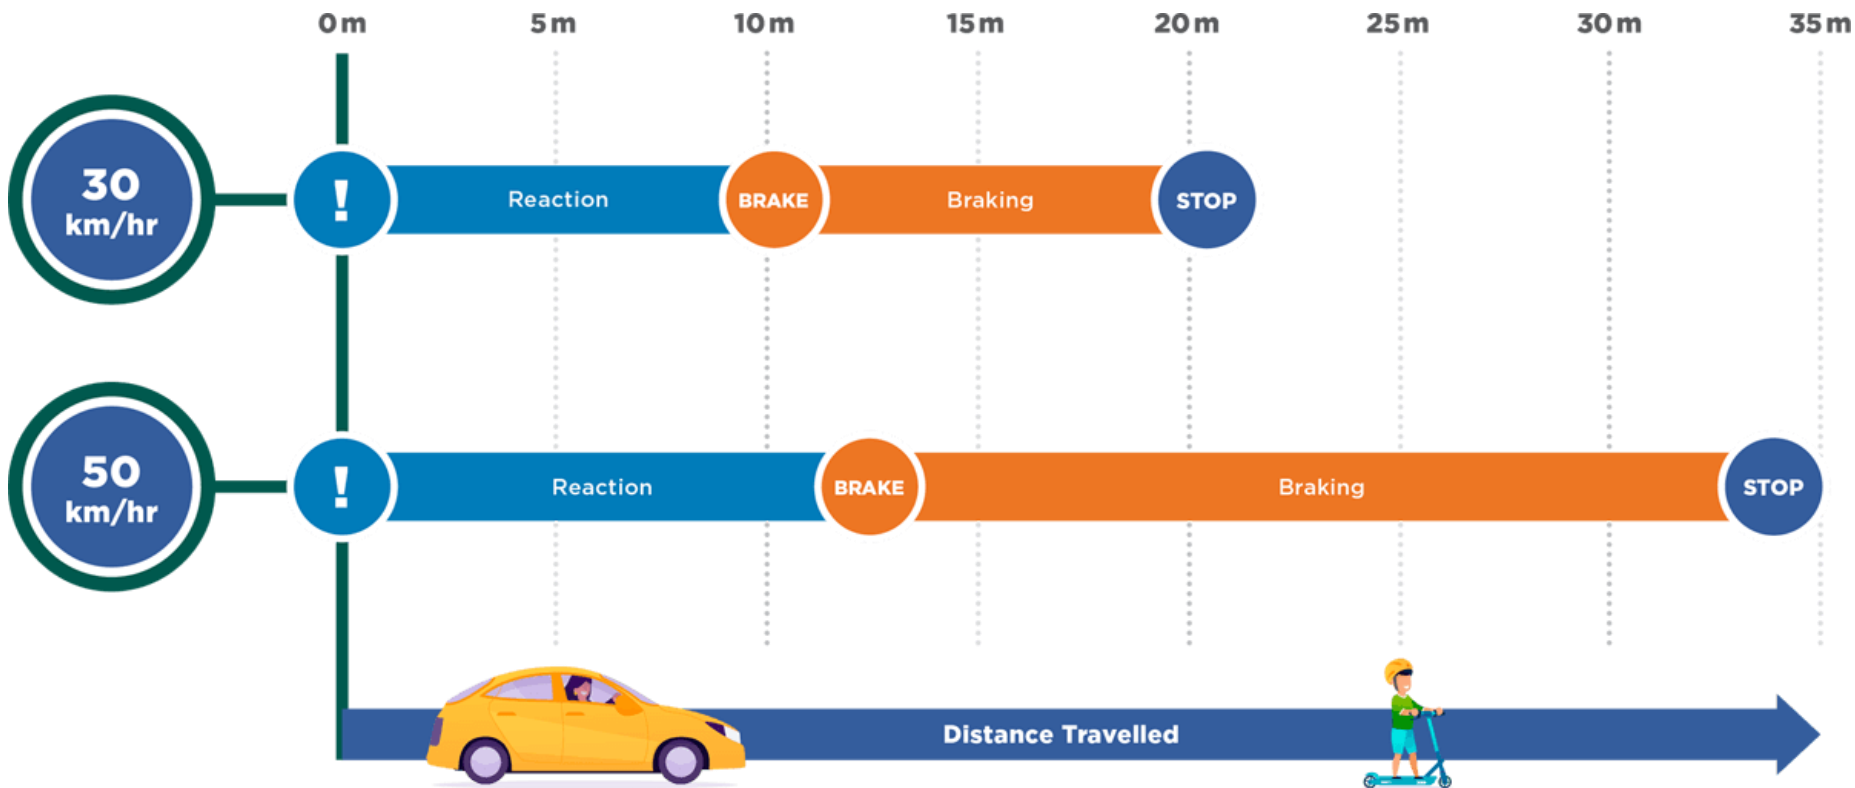 0m 5m 10m 15m 20m 25m 30m 35m
30
km/hr
! Reaction BRAKE Braking STOP
50
km/hr
! Reaction BRAKE Braking STOP
Distance Travelled